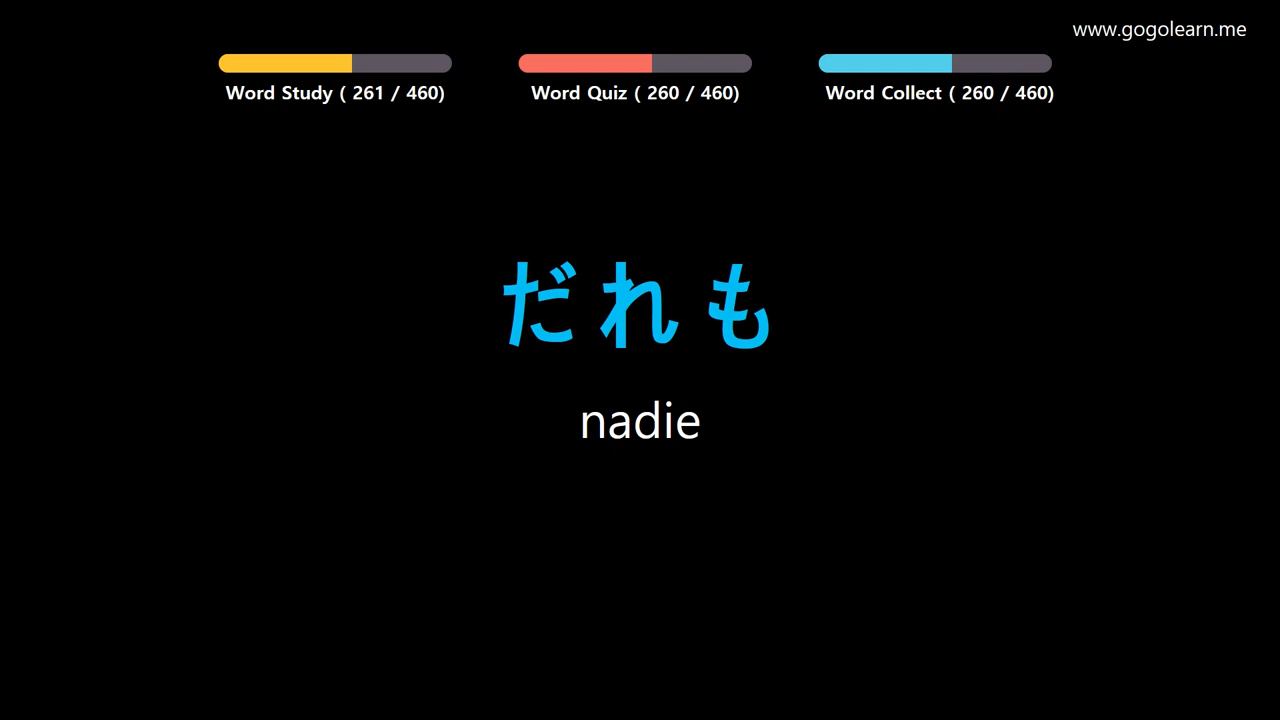 www.gogolearn.me
Word Study ( 261 / 460)
Word Quiz ( 260 / 460)
Word Collect ( 260 / 460)
だれも
nadie